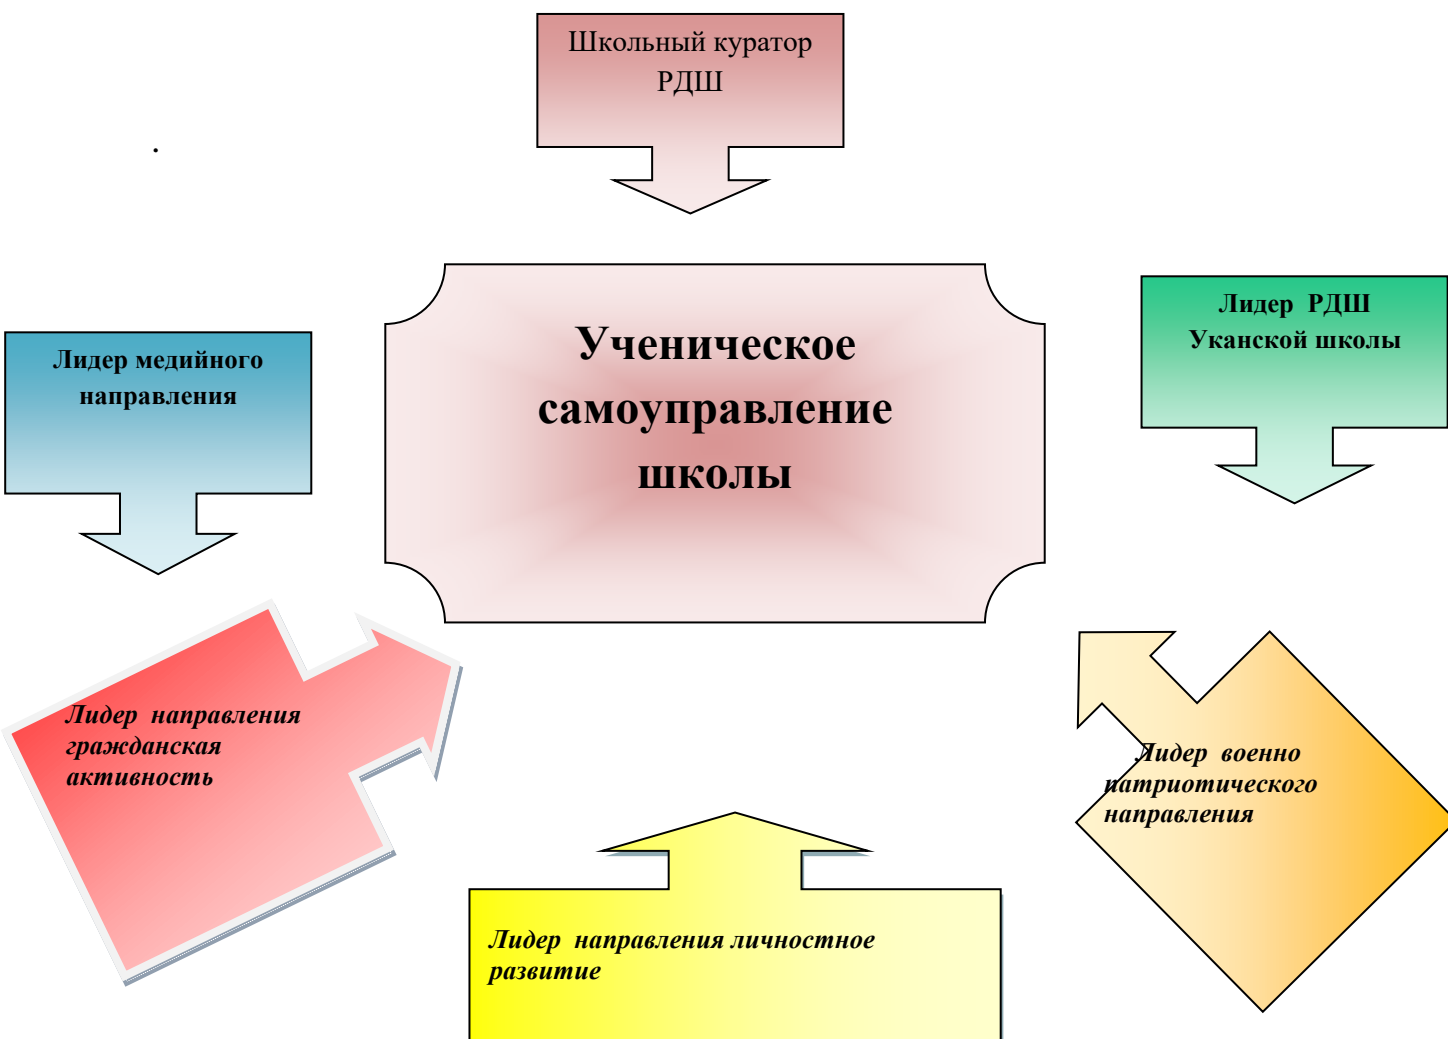 Школьный куратор
РДШ
.
Ученическое
самоуправление
школы
Лидер РДШ
Уканской школы
Лидер медийного
направления
Лидер направления
гражданская
активность
Лидер военно
патриотического
направления
Лидер направления личностное
развитие